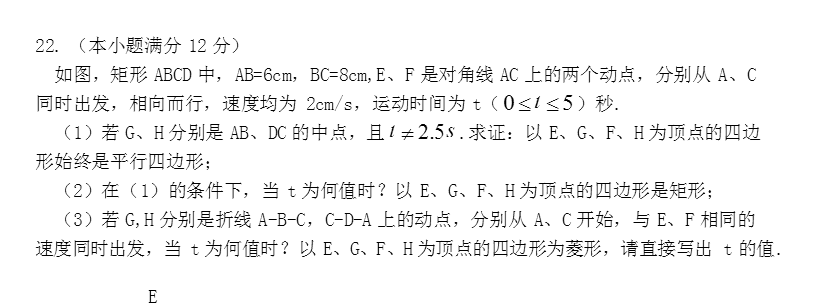 22. （本小题满分 12 分）
如图，矩形 ABCD 中，AB=6cm，BC=8cm,E、F 是对角线 AC 上的两个动点，分别从 A、C
同时出发，相向而行，速度均为 2cm/s，运动时间为 t（0≤t≤5）秒.
（1）若 G、H 分别是 AB、DC 的中点，且 t≠2.5s.求证：以 E、G、F、H 为顶点的四边
形始终是平行四边形；
（2）在（1）的条件下，当 t 为何值时？以 E、G、F、H 为顶点的四边形是矩形；
（3）若 G,H 分别是折线 A-B-C，C-D-A 上的动点，分别从 A、C 开始，与 E、F 相同的
速度同时出发，当 t 为何值时？以 E、G、F、H 为顶点的四边形为菱形，请直接写出 t 的值.
E